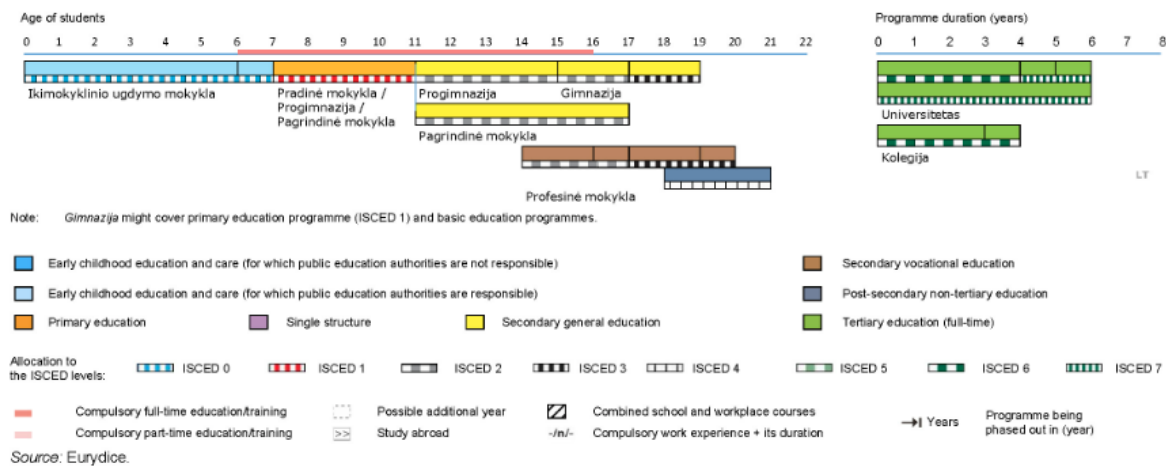 Age of students
Programme duration (years)
0 1 2 3 4 5 6 7 8 9 10 11 12 13 14 15 16 17 18 19 20 21 22
0 1 2 3 4 5 6 7 8
Ikimokyklinio ugdymo mokykla
Pradinė mokykla /
Progimnazija /
Pagrindinė mokykla
Progimnazija
Gimnazija
Pagrindinė mokykla
Profesinė mokykla
Universitetas
Kolegija
LT
Note: Gimnazija might cover primary education programme (ISCED 1) and basic education programmes.
Early childhood education and care (for which public education authorities are not responsible)
Secondary vocational education
Early childhood education and care (for which public education authorities are responsible)
Post-secondary non-tertiary education
Primary education
Single structure
Secondary general education
Tertiary education (full-time)
Allocation to
the ISCED levels:
ISCED 0
ISCED 1
ISCED 2
ISCED 3
ISCED 4
ISCED 5
ISCED 6
ISCED 7
Compulsory full-time education/training
Possible additional year
Combined school and workplace courses
Years
Programme being
phased out in (year)
Compulsory part-time education/training
>> Study abroad
-/n/- Compulsory work experience + its duration
Source: Eurydice.